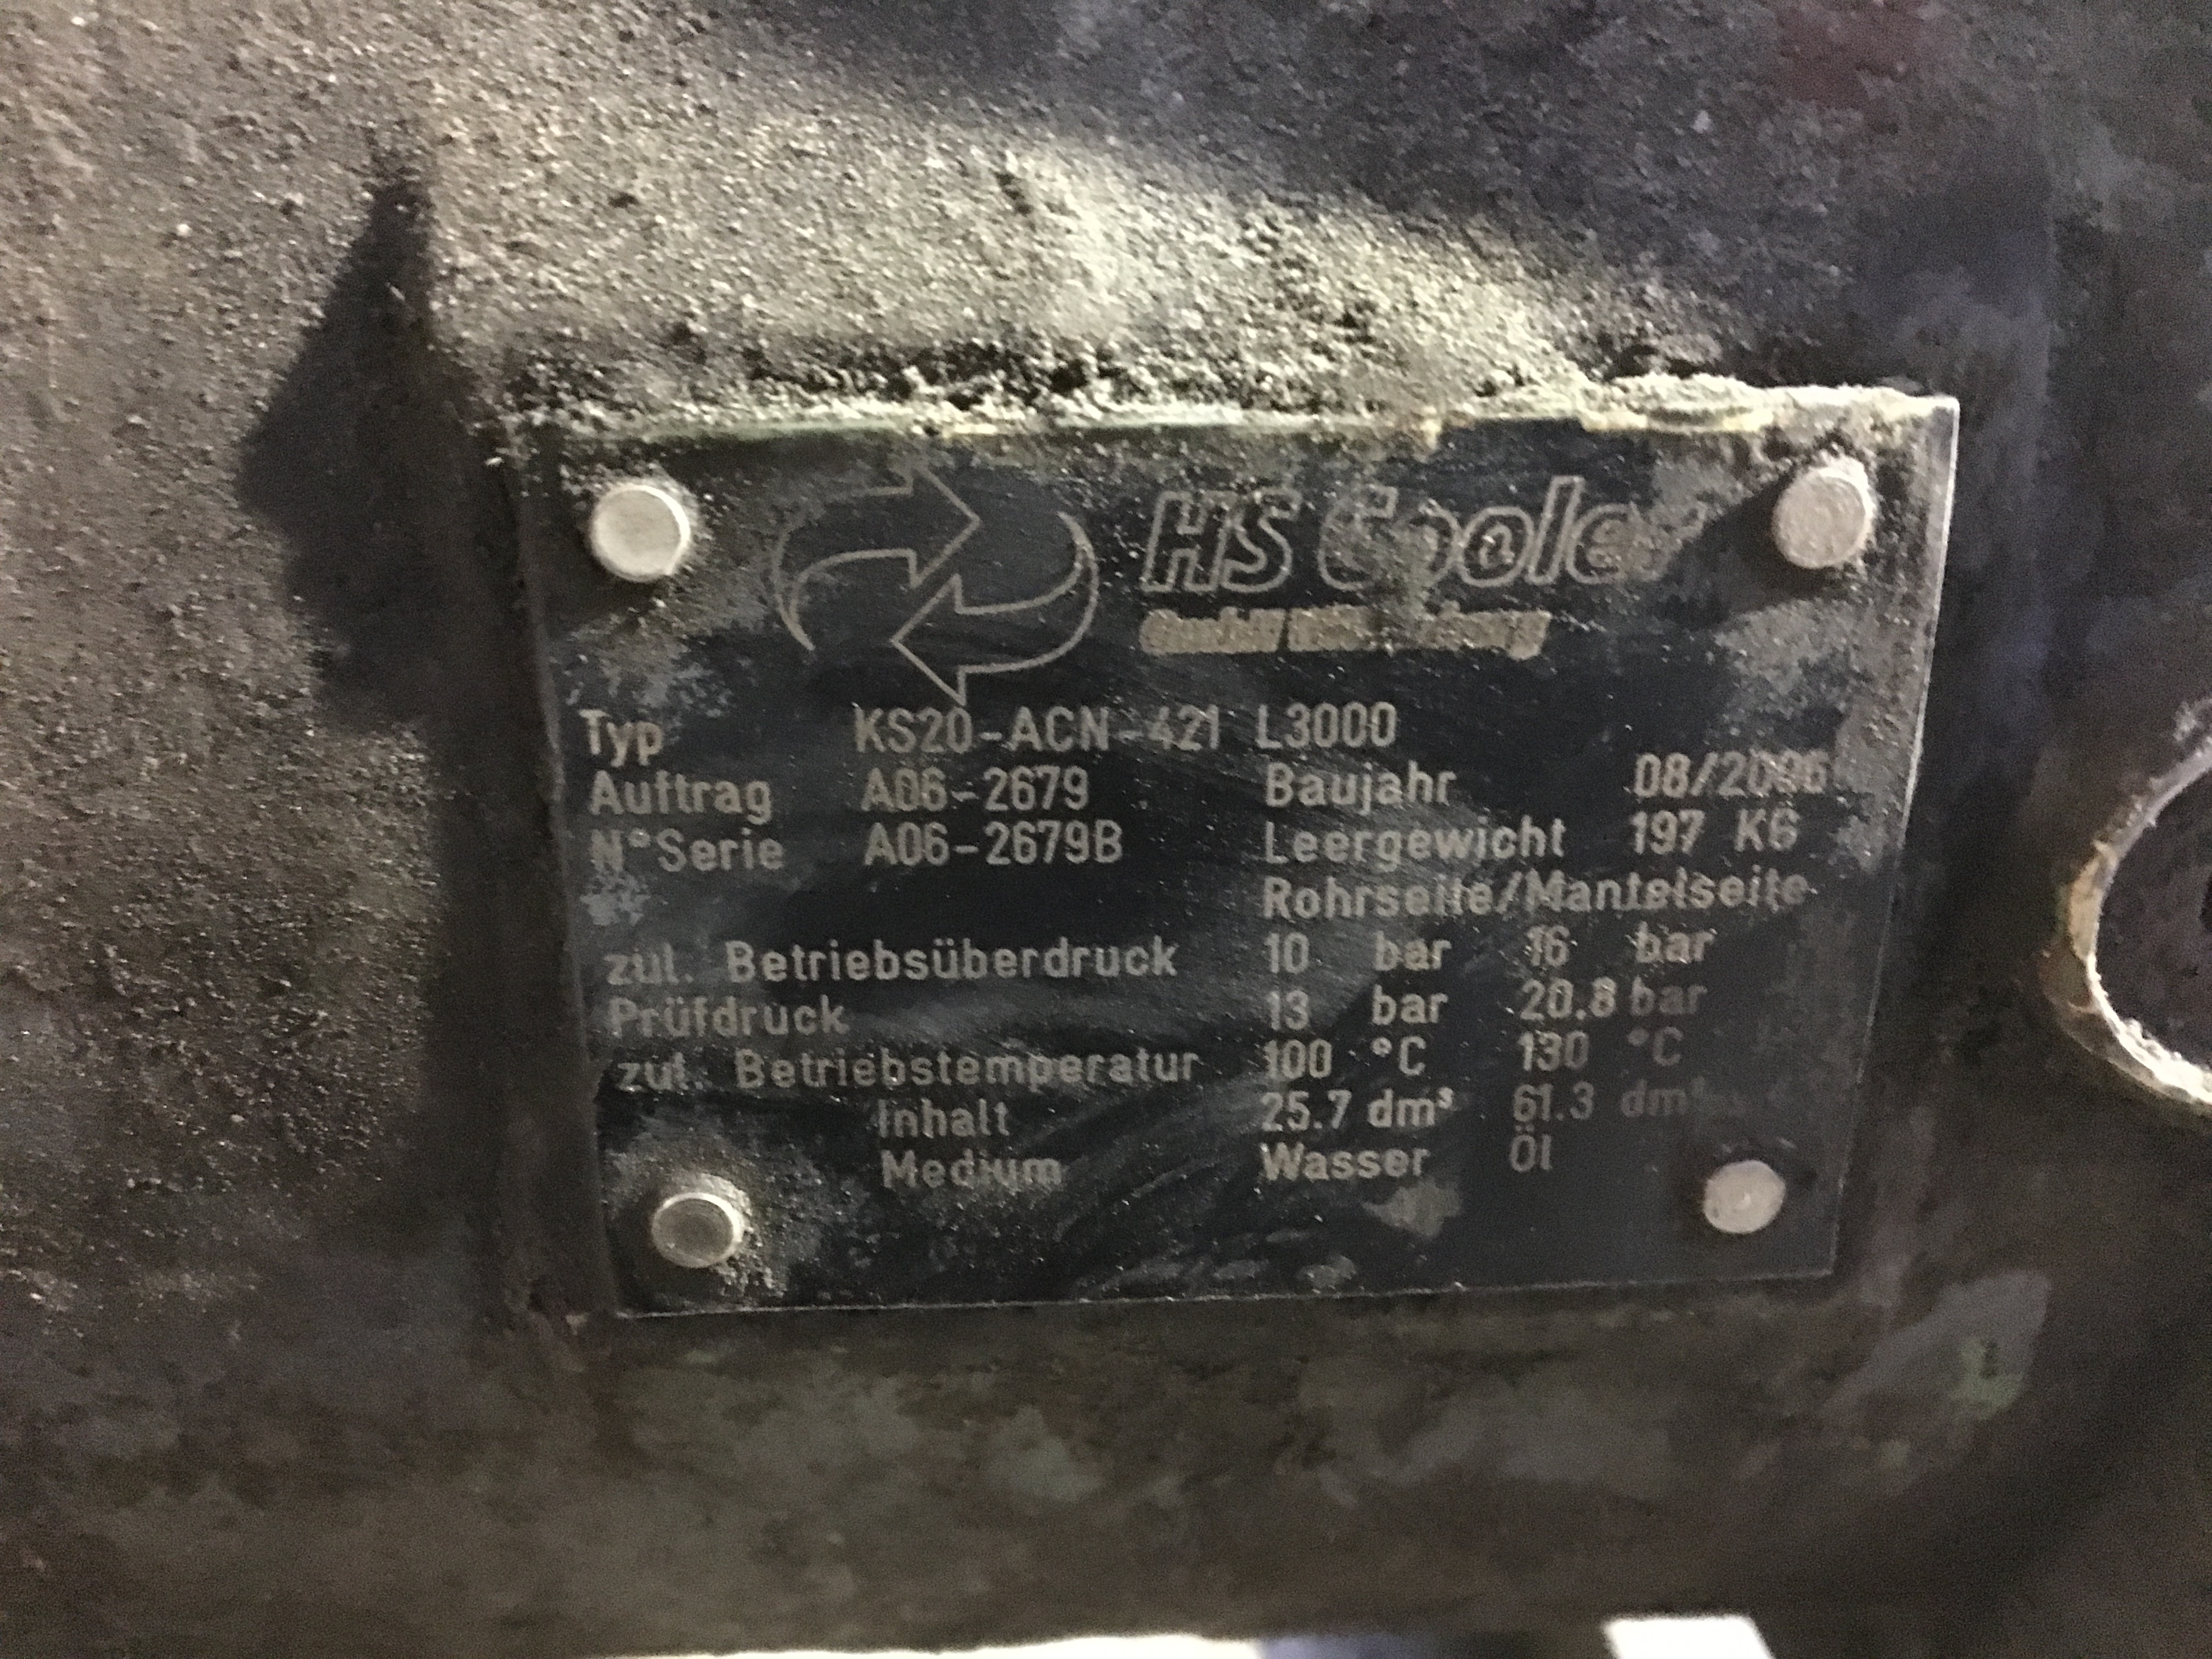 HS Cooler
Typ KS20-ACN-421 L3000
Auftrag A06-2679 Baujahr 08/2006
N°Serie A06-2679B Leergewicht 197 KG
Rohrseite/Mantelseite
zul. Betriebsüberdruck 10 bar 16 bar
Prüfdruck 13 bar 20.8 bar
zul. Betriebstemperatur 100 °C 130 °C
Inhalt 25.7 dm³ 61.3 dm³
Medium Wasser Öl